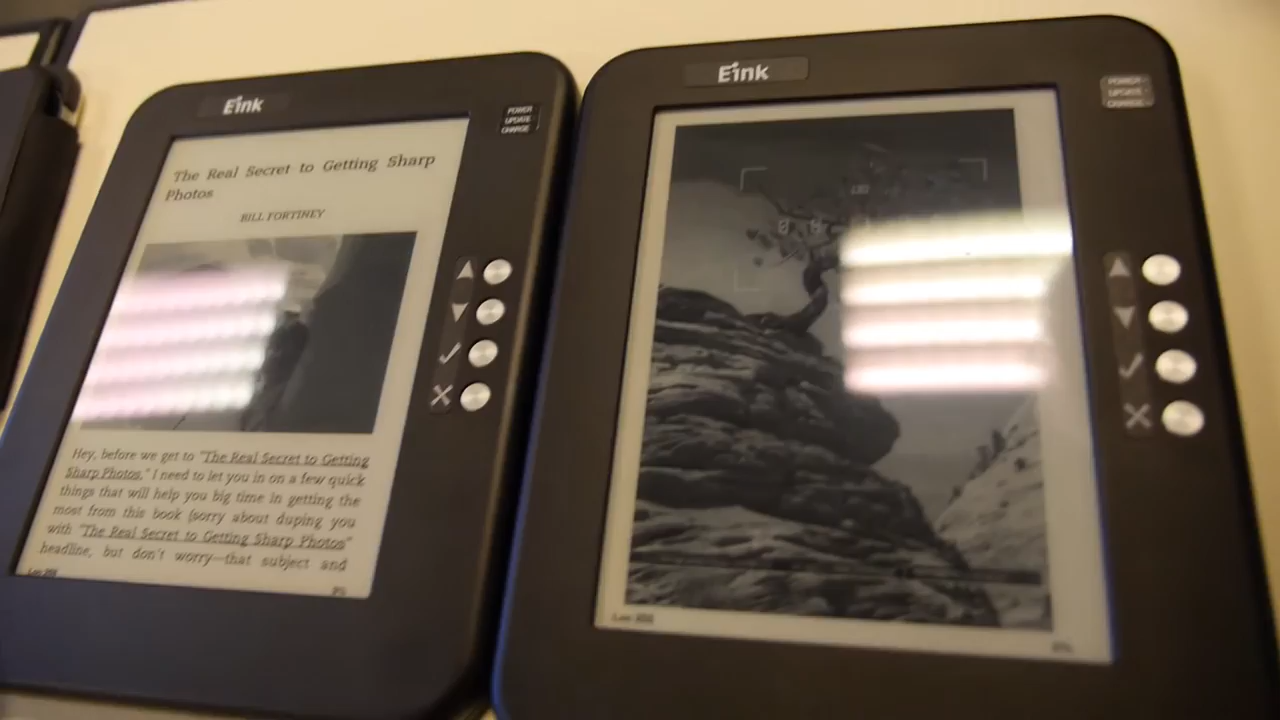 Eink
POWER
UPDATE
CHARGE
The Real Secret to Getting Sharp
Photos
BILL FORTINEY
Hey, before we get to "The Real Secret to Getting
Sharp Photos," I need to let you in on a few quick
things that will help you big time in getting the
most from this book (sorry about duping you
with "The Real Secret to Getting Sharp Photos"
headline, but don't worry—that subject and
Eink
POWER
UPDATE
CHARGE